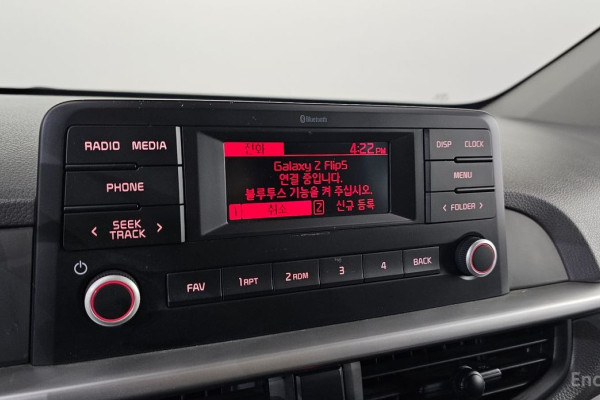 Bluetooth
RADIO MEDIA
PHONE
< SEEK TRACK >
전화 4:22 PM
Galaxy Z Flip5
연결 중입니다.
블루투스 기능을 켜 주십시오.
1 취소 2 신규 등록
DISP CLOCK
MENU
< FOLDER >
FAV
1 RPT
2 RDM
3
4
BACK
Enc